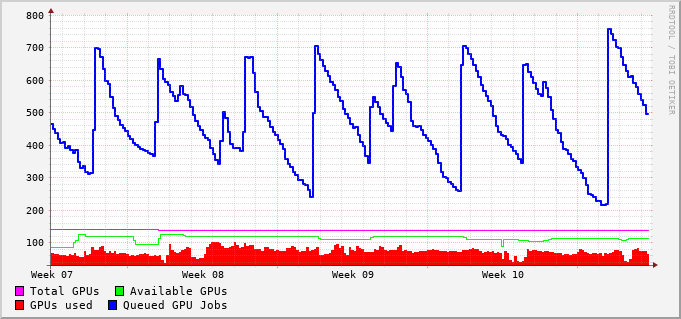 800
700
600
500
400
300
200
100
Week 07 Week 08 Week 09 Week 10
Total GPUs Available GPUs
GPUs used Queued GPU Jobs
RRDTOOL / TOBI OETIKER